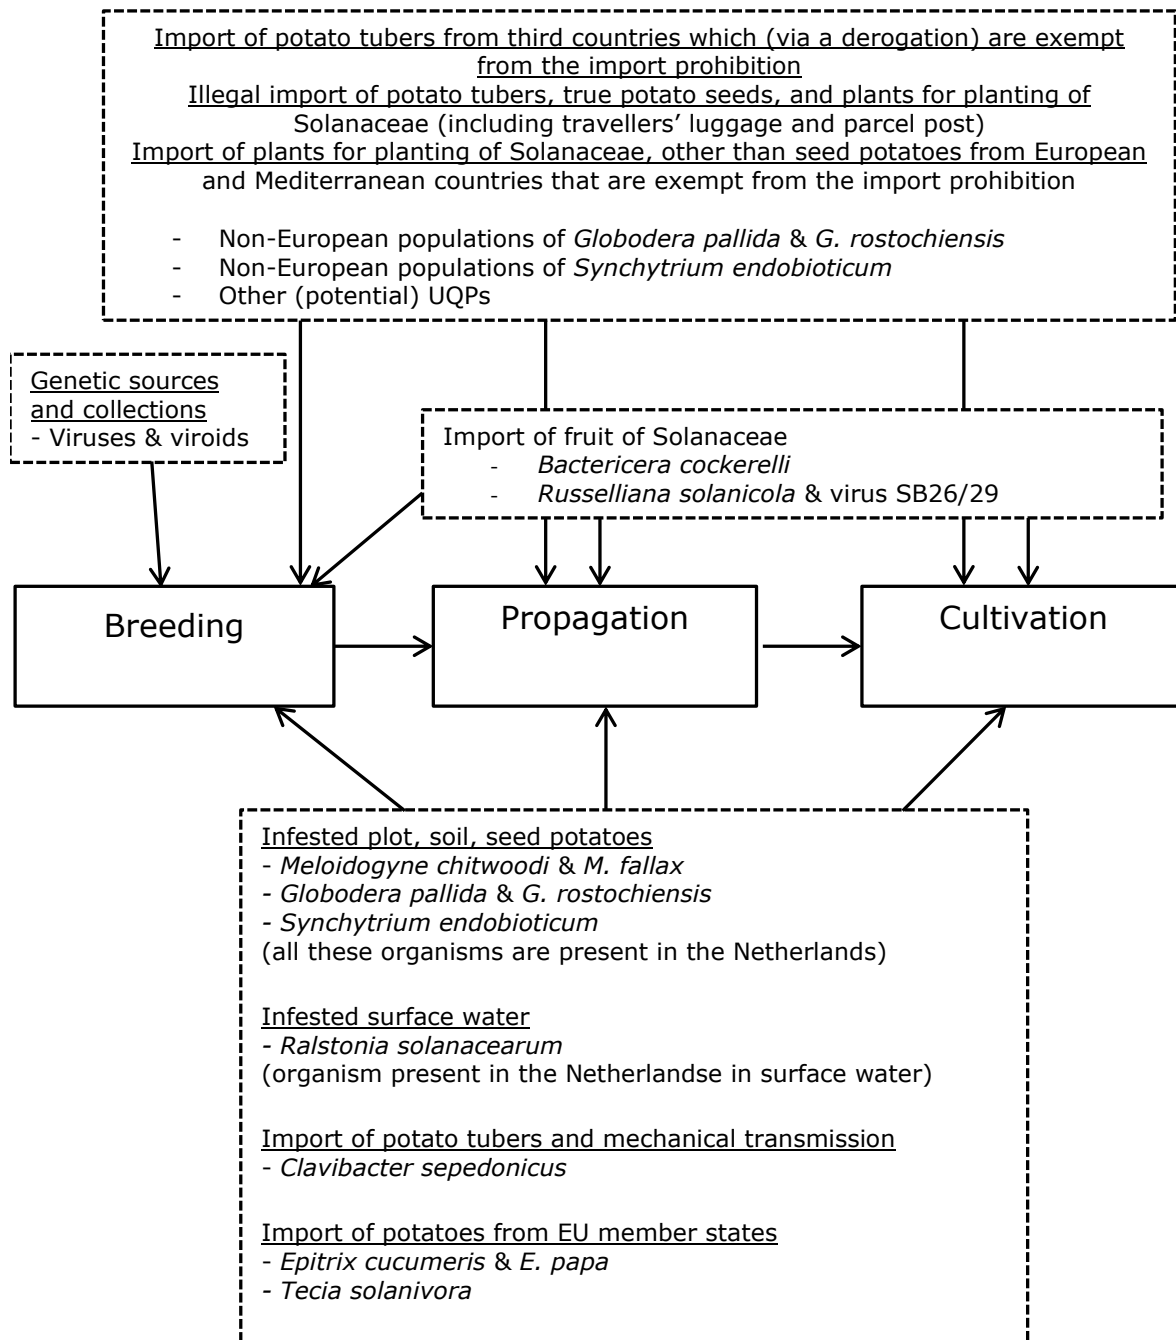 Import of potato tubers from third countries which (via a derogation) are exempt
from the import prohibition
Illegal import of potato tubers, true potato seeds, and plants for planting of
Solanaceae (including travellers’ luggage and parcel post)
Import of plants for planting of Solanaceae, other than seed potatoes from European
and Mediterranean countries that are exempt from the import prohibition
- Non-European populations of Globodera pallida & G. rostochiensis
- Non-European populations of Synchytrium endobioticum
- Other (potential) UQPs
Genetic sources
and collections
- Viruses & viroids
Import of fruit of Solanaceae
- Bactericera cockerelli
- Russelliana solanicola & virus SB26/29
Breeding
Propagation
Cultivation
Infested plot, soil, seed potatoes
- Meloidogyne chitwoodi & M. fallax
- Globodera pallida & G. rostochiensis
- Synchytrium endobioticum
(all these organisms are present in the Netherlands)
Infested surface water
- Ralstonia solanacearum
(organism present in the Netherlandse in surface water)
Import of potato tubers and mechanical transmission
- Clavibacter sepedonicus
Import of potatoes from EU member states
- Epitrix cucumeris & E. papa
- Tecia solanivora